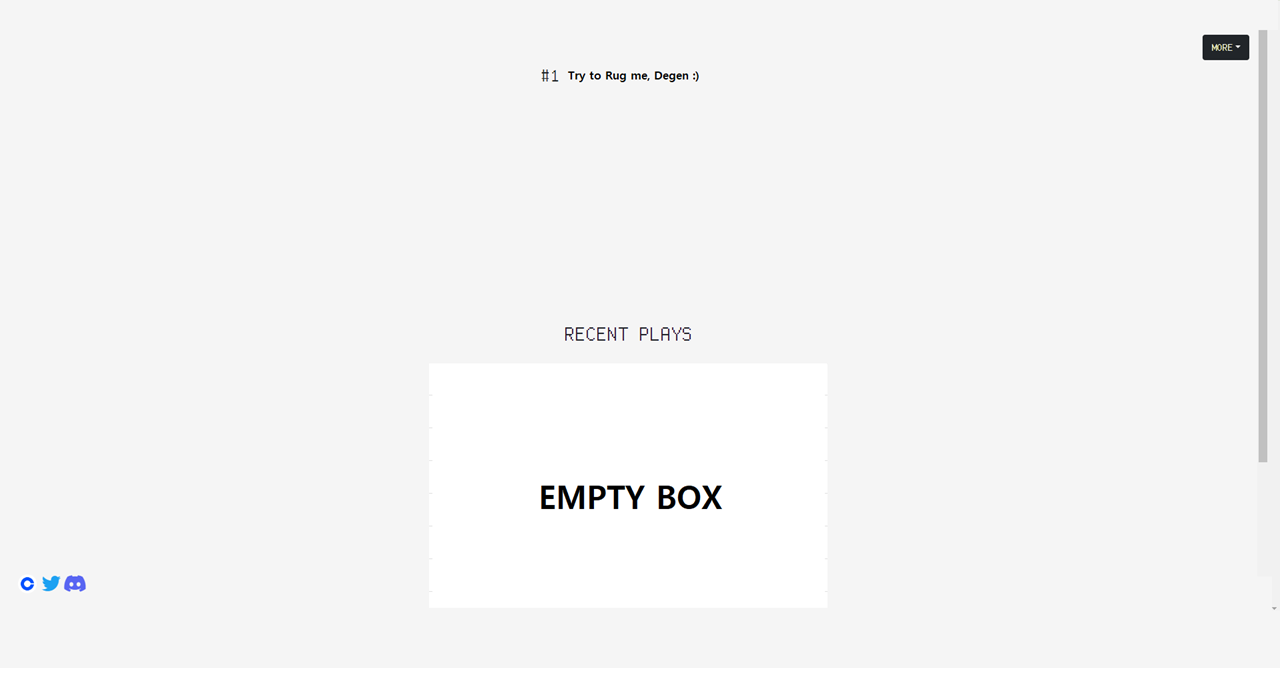 MORE
#1 Try to Rug me, Degen :)
RECENT PLAYS
EMPTY BOX